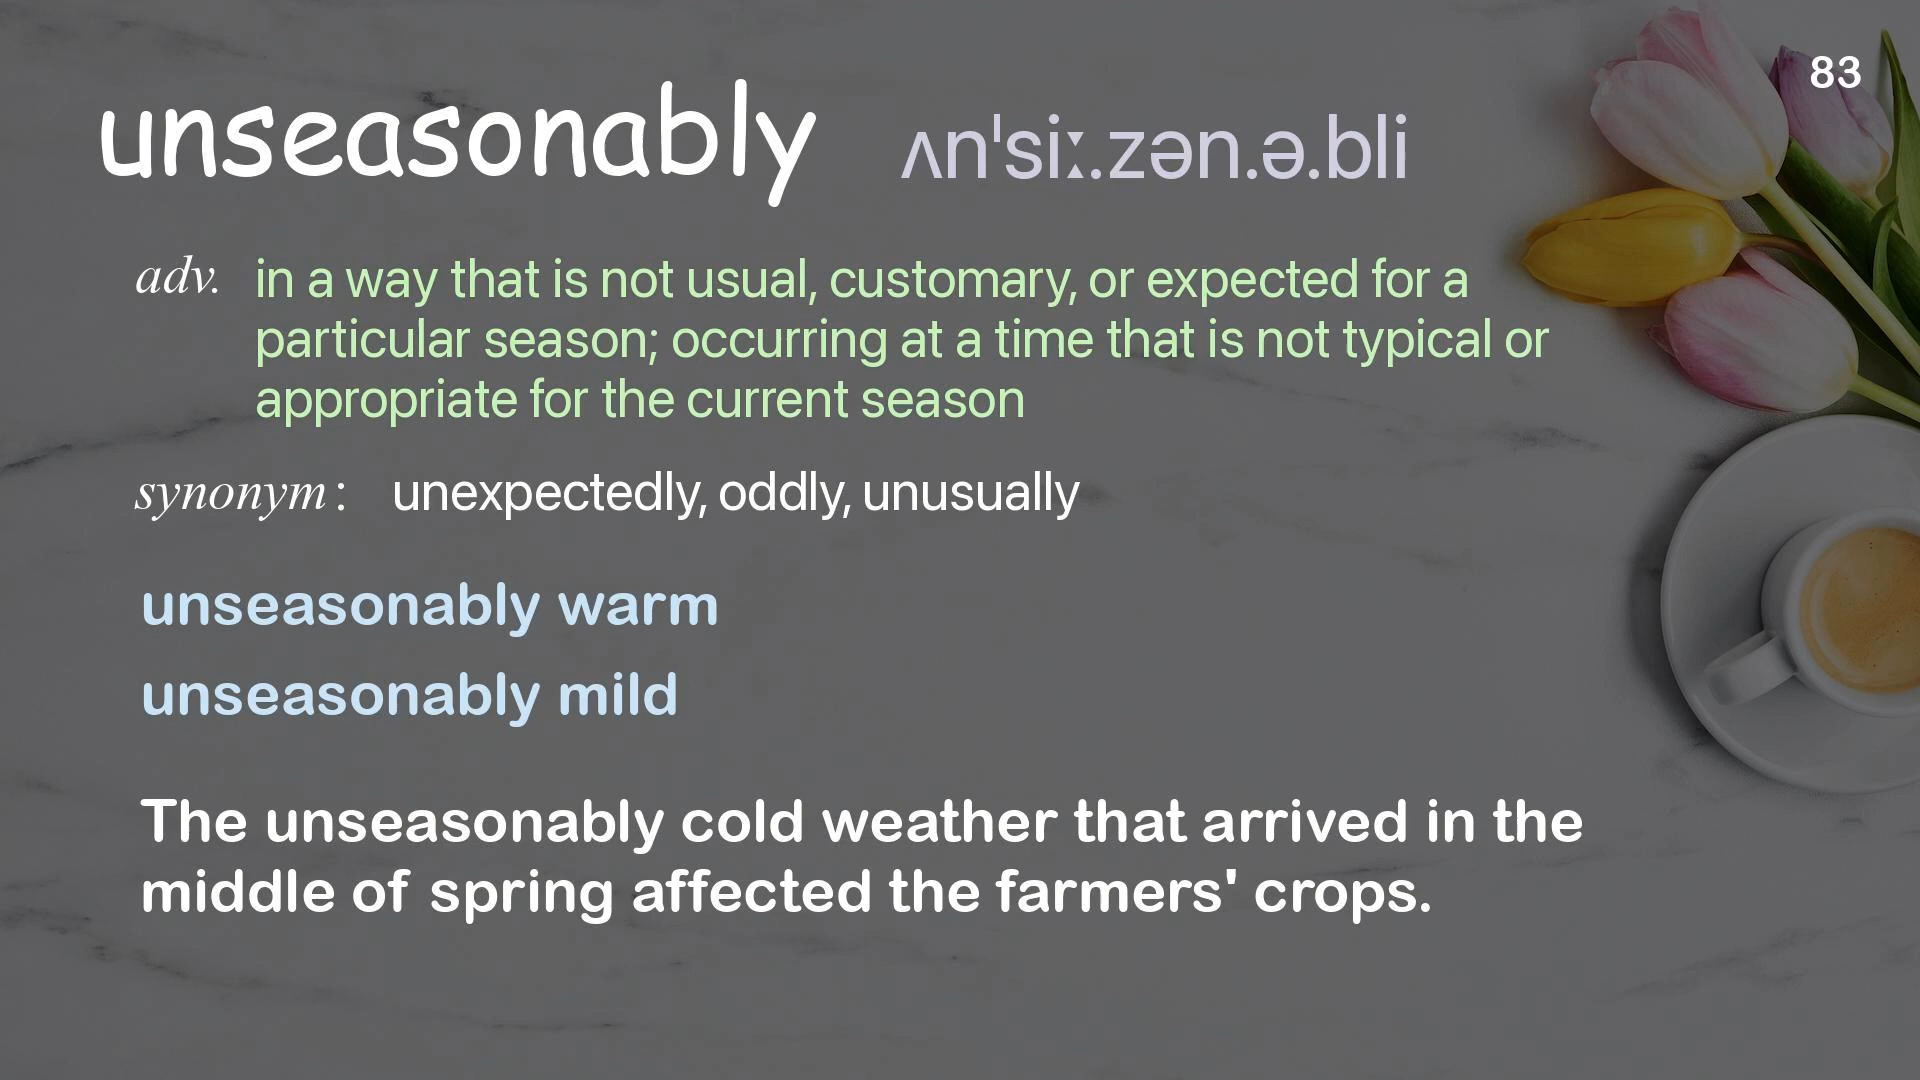 83
unseasonably ʌnˈsiː.zən.ə.bli
adv. in a way that is not usual, customary, or expected for a
particular season; occurring at a time that is not typical or
appropriate for the current season
synonym : unexpectedly, oddly, unusually
unseasonably warm
unseasonably mild
The unseasonably cold weather that arrived in the
middle of spring affected the farmers' crops.